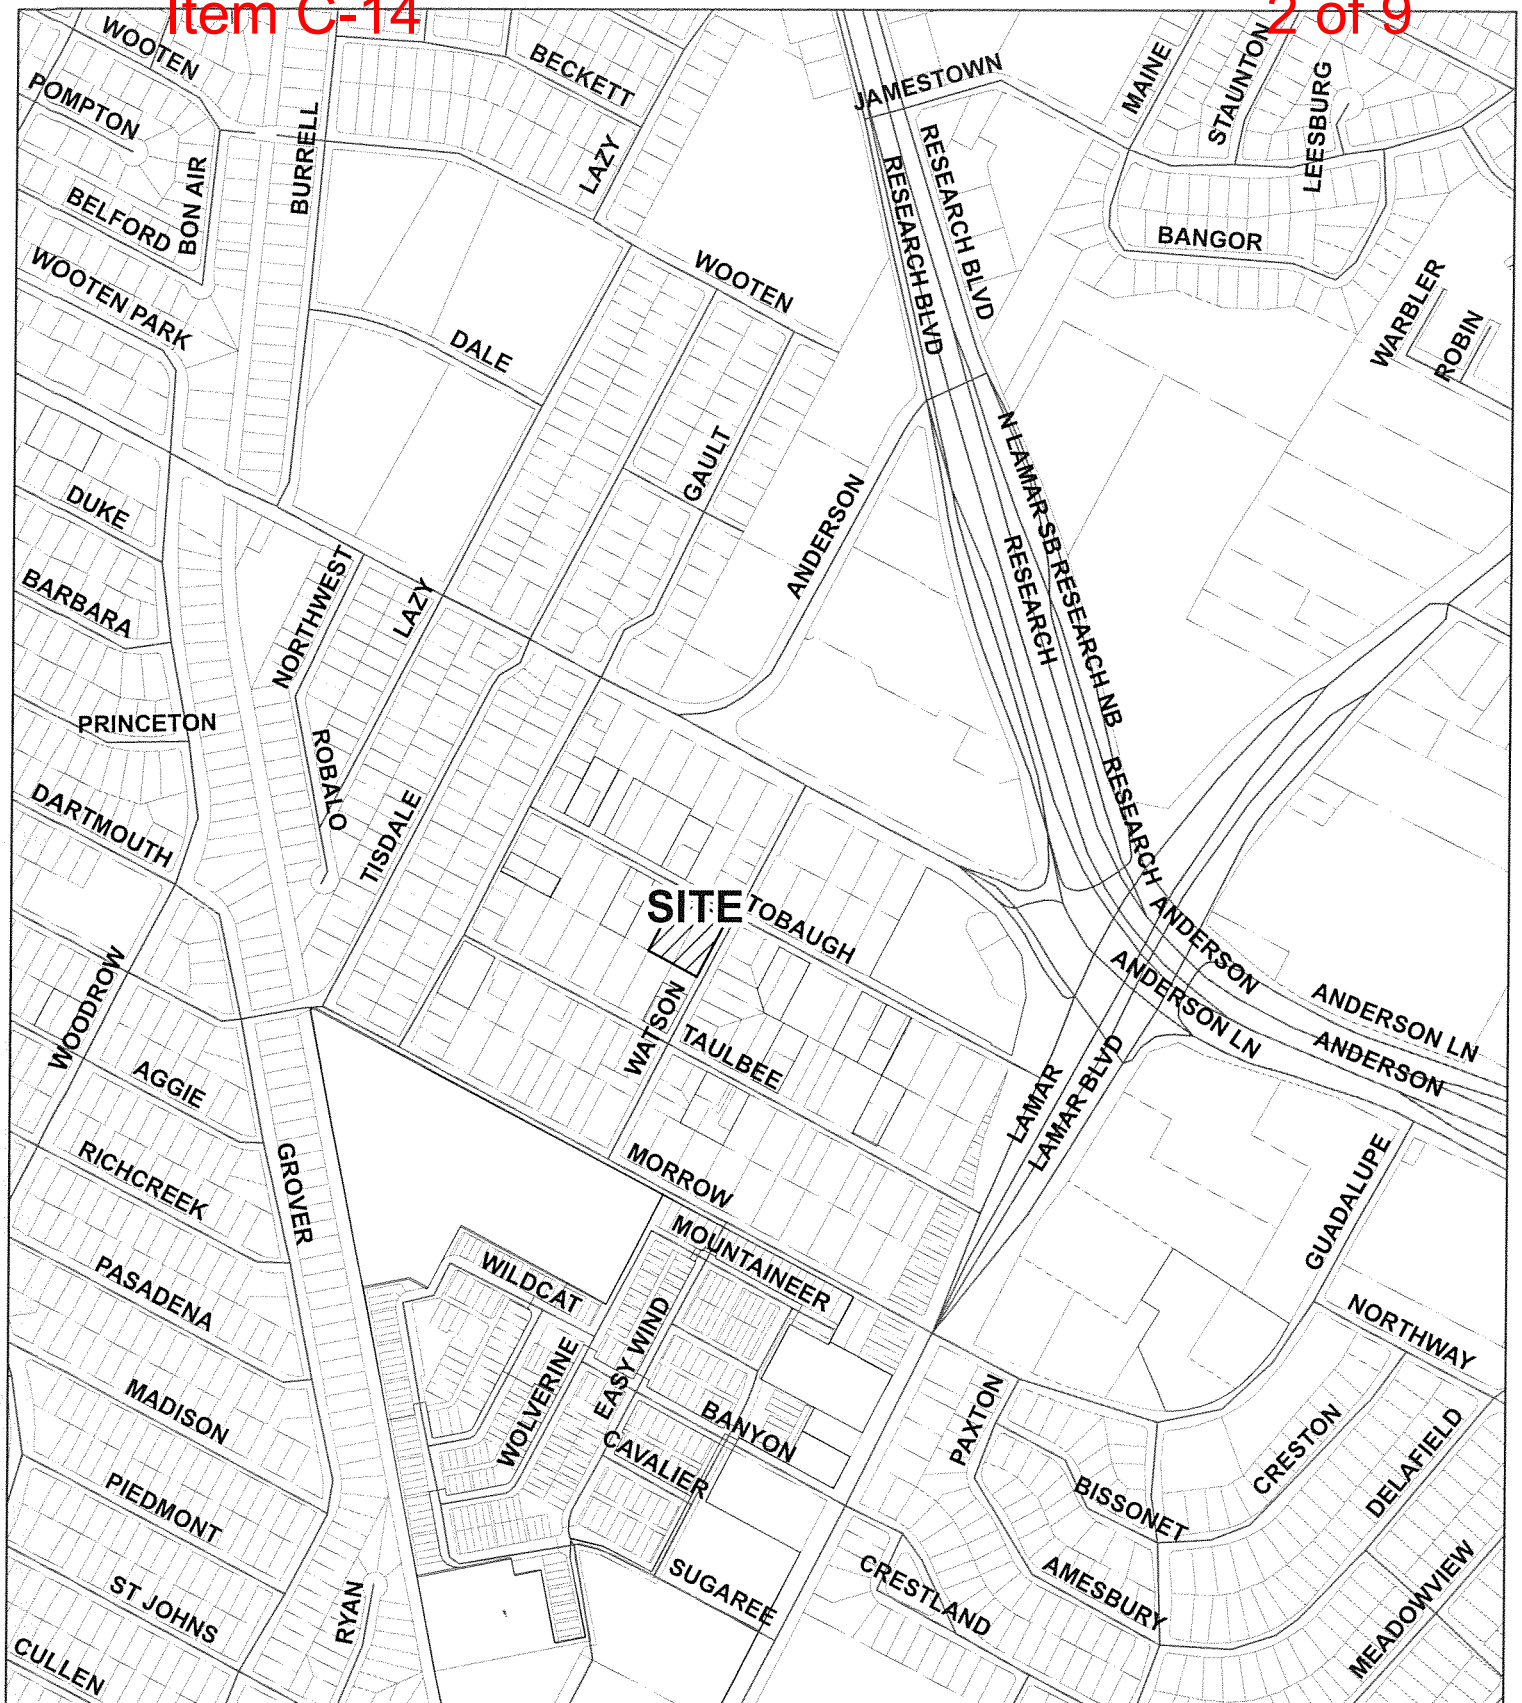 Item C-14
2 of 9
WOOTEN
BECKETT
JAMESTOWN
MAINE
STAUNTON
LEESBURG
POMPTON
BURRELL
LAZY
RESEARCH BLVD
RESEARCH BLVD
BON AIR
BELFORD
BANGOR
WOOTEN PARK
WOOTEN
WARBLER
ROBIN
DALE
GAULT
ANDERSON
N LAMAR SB RESEARCH NB
RESEARCH
DUKE
BARBARA
NORTHWEST
LAZY
PRINCETON
ROBALO
DARTMOUTH
TISDALE
RESEARCH
SITE
TOBAUGH
ANDERSON
ANDERSON LN
ANDERSON LN
ANDERSON
WOODROW
WATSON
TAULBEE
LAMAR
LAMAR BLVD
AGGIE
GROVER
RICHCREEK
MORROW
GUADALUPE
MOUNTAINEER
WILDCAT
PASADENA
NORTHWAY
EASY WIND
WOLVERINE
MADISON
BANYON
CAVALIER
PAXTON
CRESTON
DELAFIELD
PIEDMONT
BISSONET
ST JOHNS
RYAN
SUGAREE
CRESTLAND
AMESBURY
MEADOWVIEW
CULLEN